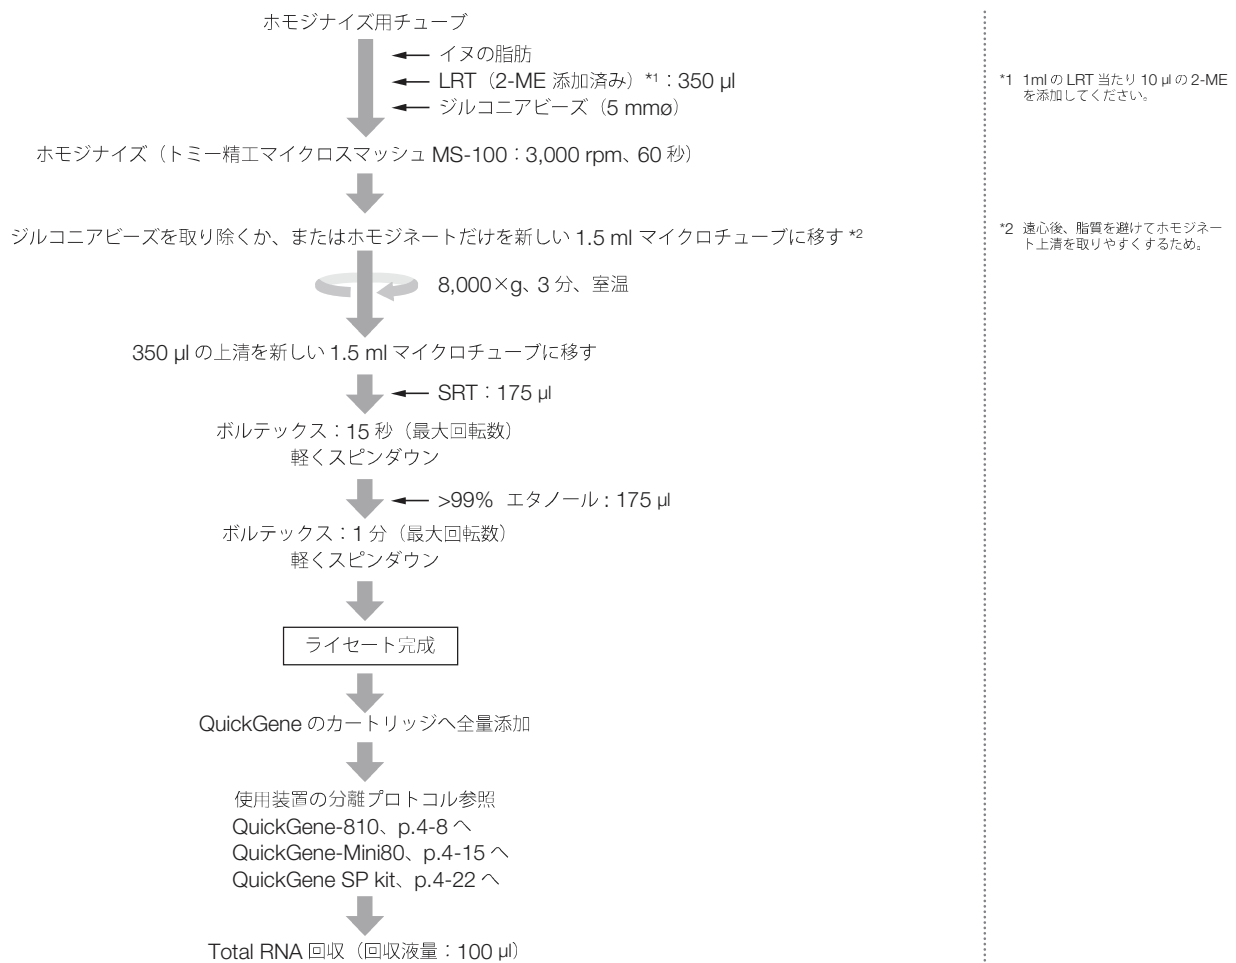 ホモジナイズ用チューブ
イヌの脂肪
LRT（2-ME 添加済み）*1：350 µl
ジルコニアビーズ（5 mmø）
*1 1mlのLRT 当たり 10 µl の 2-ME
を添加してください。
ホモジナイズ（トミー精工マイクロスマッシュ MS-100：3,000 rpm、60 秒）
ジルコニアビーズを取り除くか、またはホモジネートだけを新しい 1.5 ml マイクロチューブに移す *2
*2 遠心後、脂質を避けてホモジネー
ト上清を取りやすくするため。
8,000×g、3 分、室温
350 µl の上清を新しい 1.5 ml マイクロチューブに移す
SRT：175 µl
ボルテックス：15 秒（最大回転数）
軽くスピンダウン
>99% エタノール : 175 µl
ボルテックス：1 分（最大回転数）
軽くスピンダウン
ライセート完成
QuickGene のカートリッジへ全量添加
使用装置の分離プロトコル参照
QuickGene-810、p.4-8 へ
QuickGene-Mini80、p.4-15 へ
QuickGene SP kit、p.4-22 へ
Total RNA 回収（回収液量：100 µl）